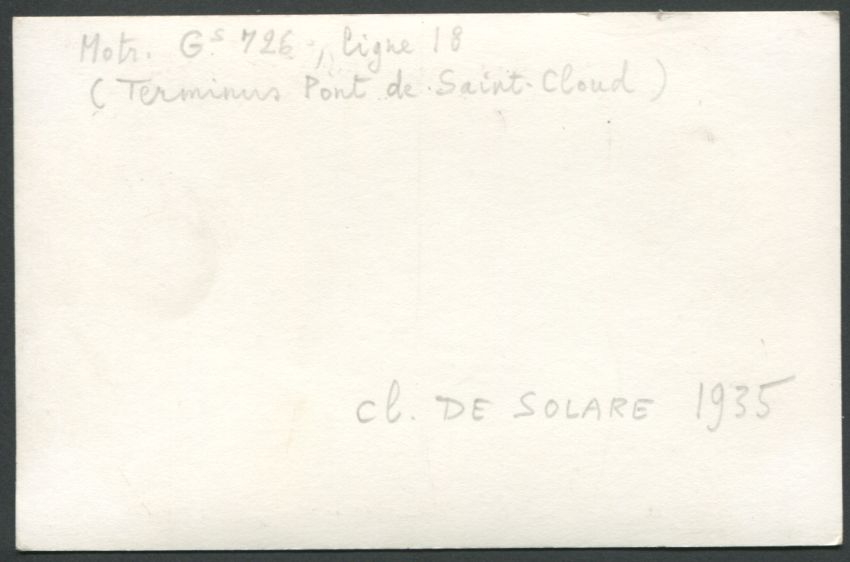 Motr. Gˢ 726, ligne 18
(Terminus Pont de Saint-Cloud)
Cl. DE SOLARE 1935